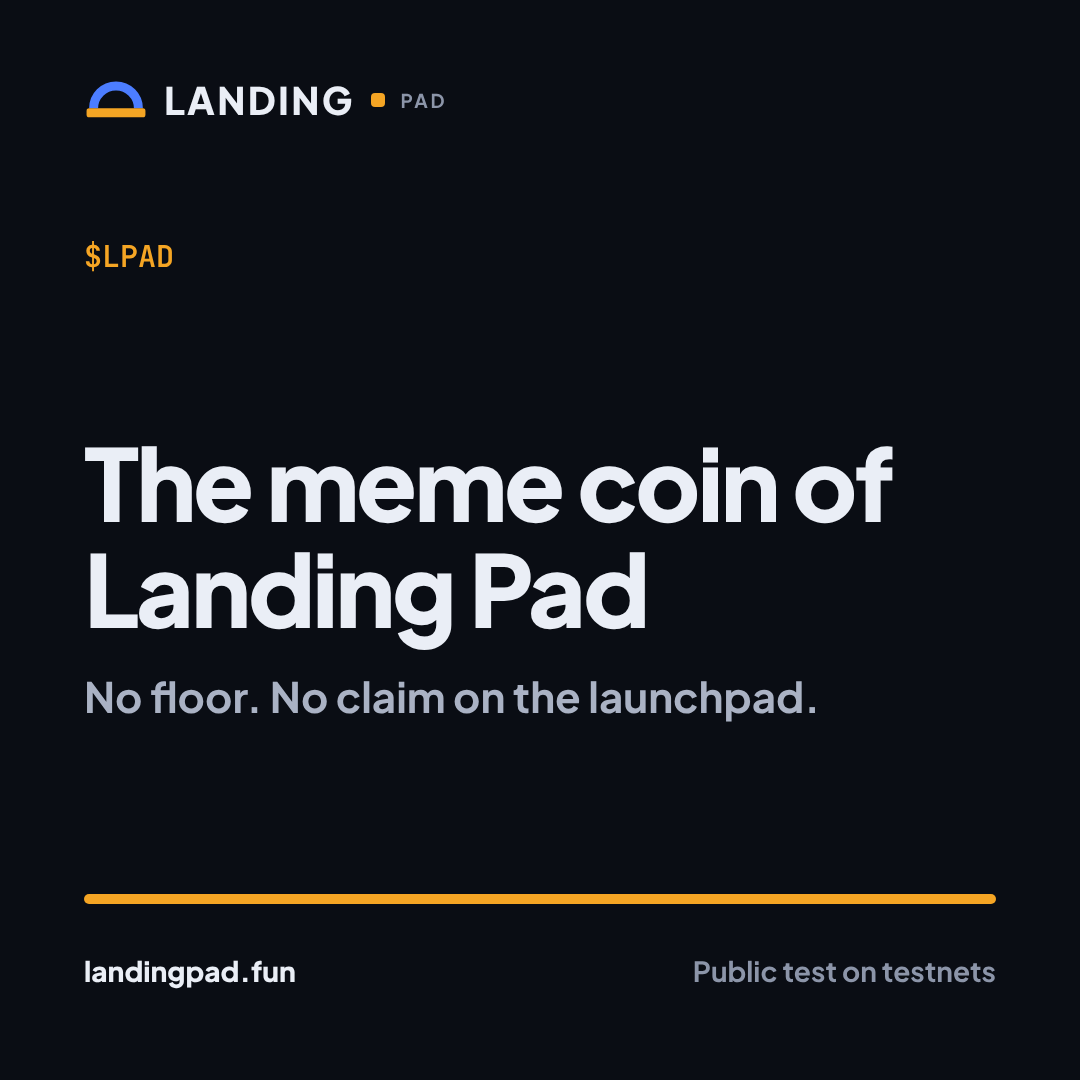 LANDING PAD
$LPAD
The meme coin of
Landing Pad
No floor. No claim on the launchpad.
landingpad.fun
Public test on testnets